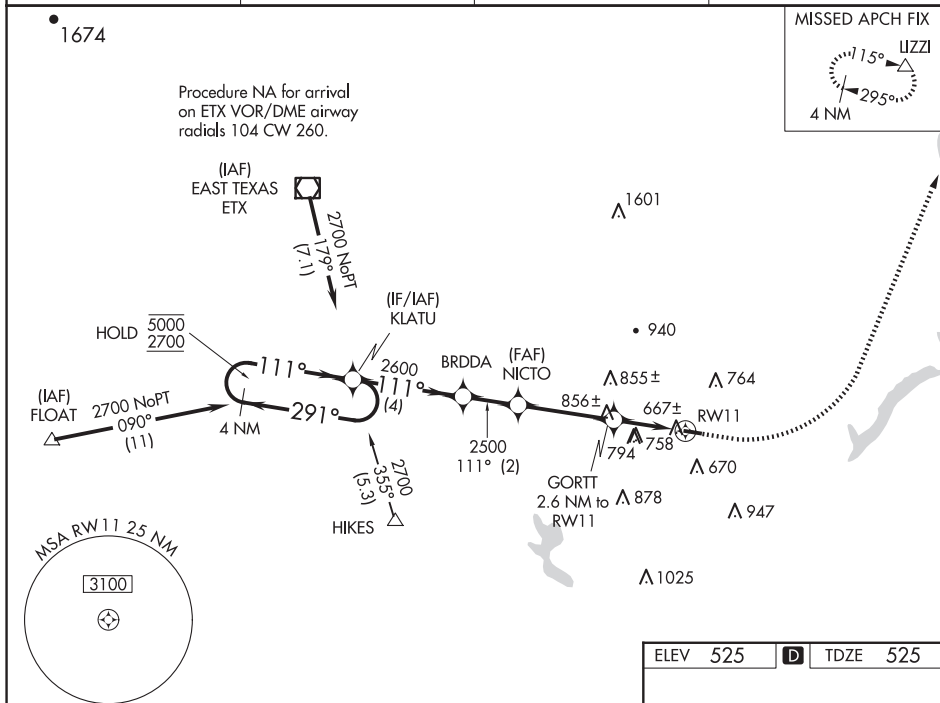 1674
MISSED APCH FIX
LIZZI
115°
295°
4 NM
Procedure NA for arrival
on ETX VOR/DME airway
radials 104 CW 260.
(IAF)
EAST TEXAS
ETX
2700 NoPT
179°
(7.1)
1601
(IF/IAF)
KLATU
HOLD 5000
2700
940
BRDDA
(FAF)
NICTO
111°
2600
111°
(4)
855±
764
(IAF)
FLOAT
2700 NoPT
090°
(11)
291°
4 NM
856±
667±
RW11
2500
111° (2)
794
758
670
2700
355°
(5.3)
HIKES
GORTT
2.6 NM to
RW11
878
947
MSA RW11 25 NM
3100
1025
ELEV 525 D TDZE 525